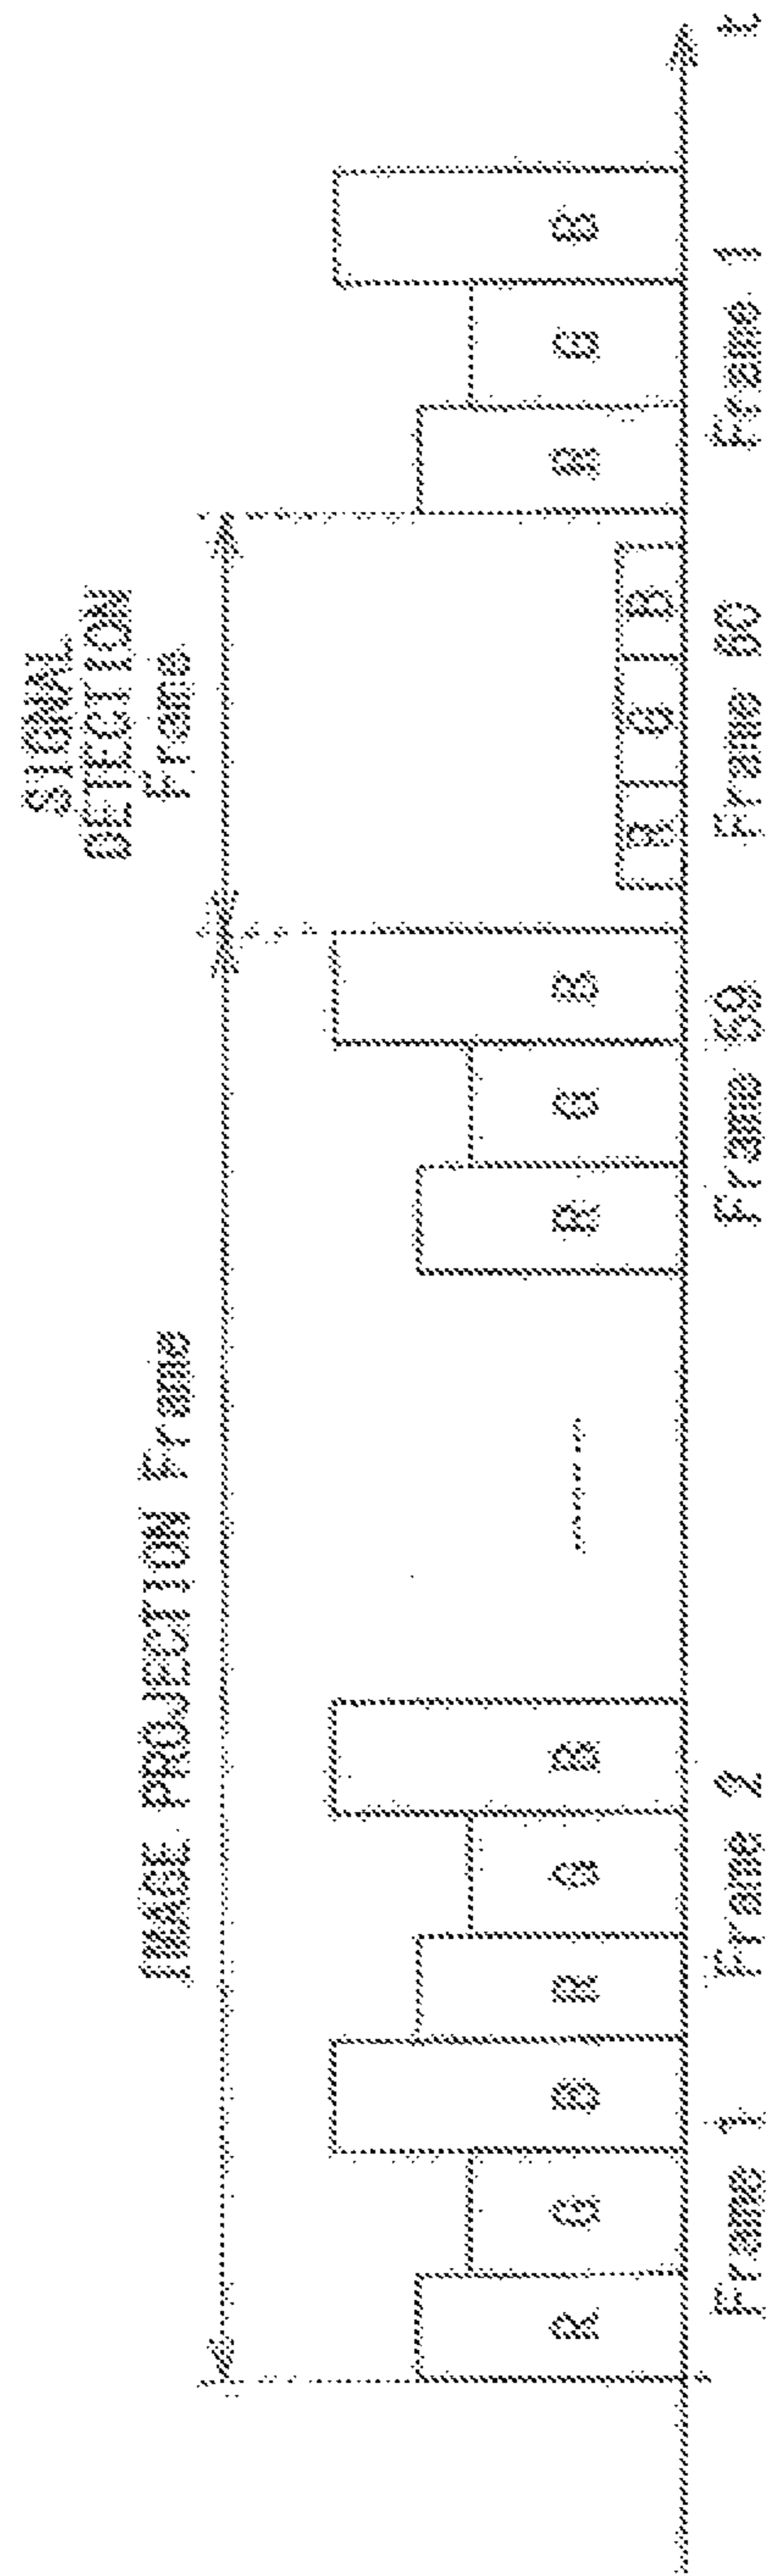 IMAGE PROJECTION Frame
SIGNAL
DETECTION
Frame
R G B R G B R G B R G B R G B
Frame 1 Frame 2 Frame 59 Frame 60 Frame 1 t